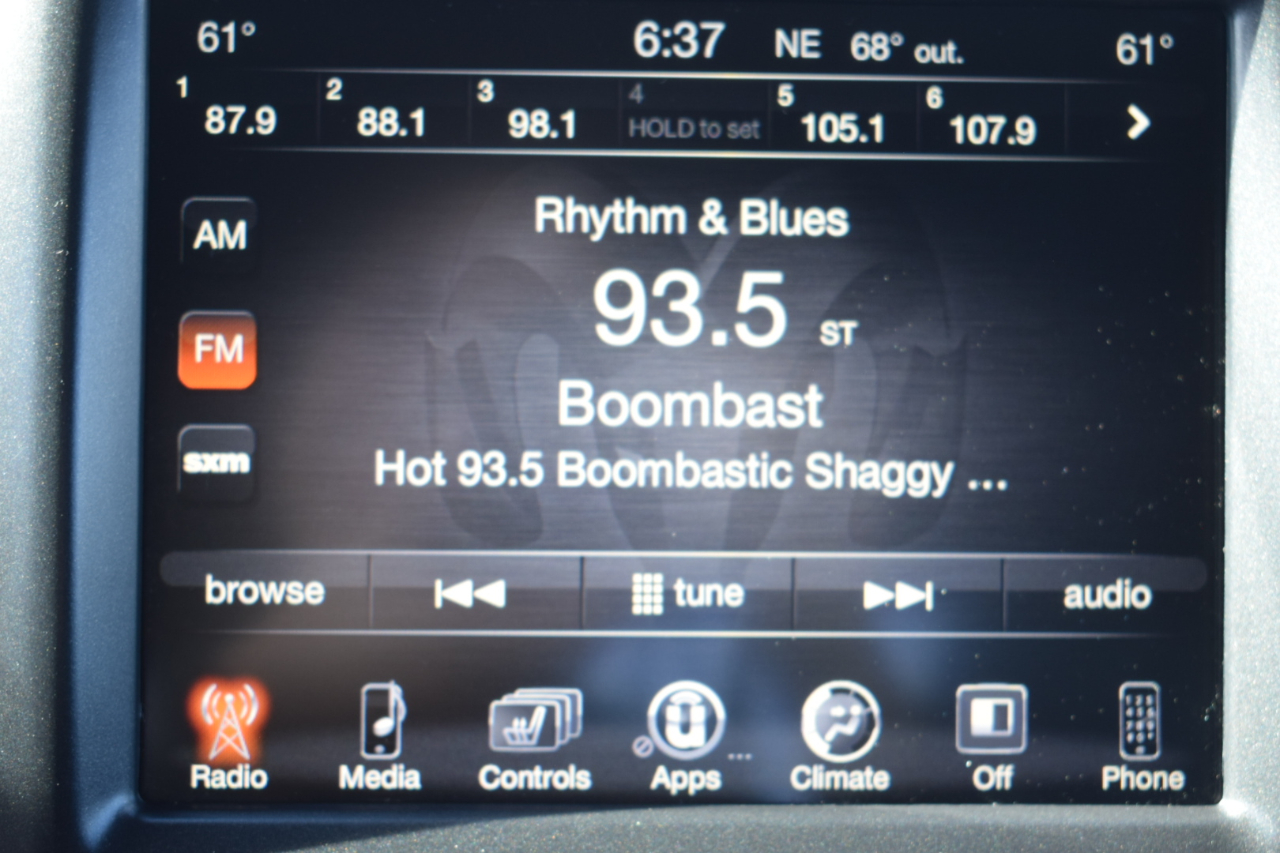 61° 6:37 NE 68° out. 61°
1 87.9 2 88.1 3 98.1 4 HOLD to set 5 105.1 6 107.9
AM
FM
sxm
Rhythm & Blues
93.5 ST
Boombast
Hot 93.5 Boombastic Shaggy ...
browse tune audio
Radio Media Controls Apps Climate Off Phone